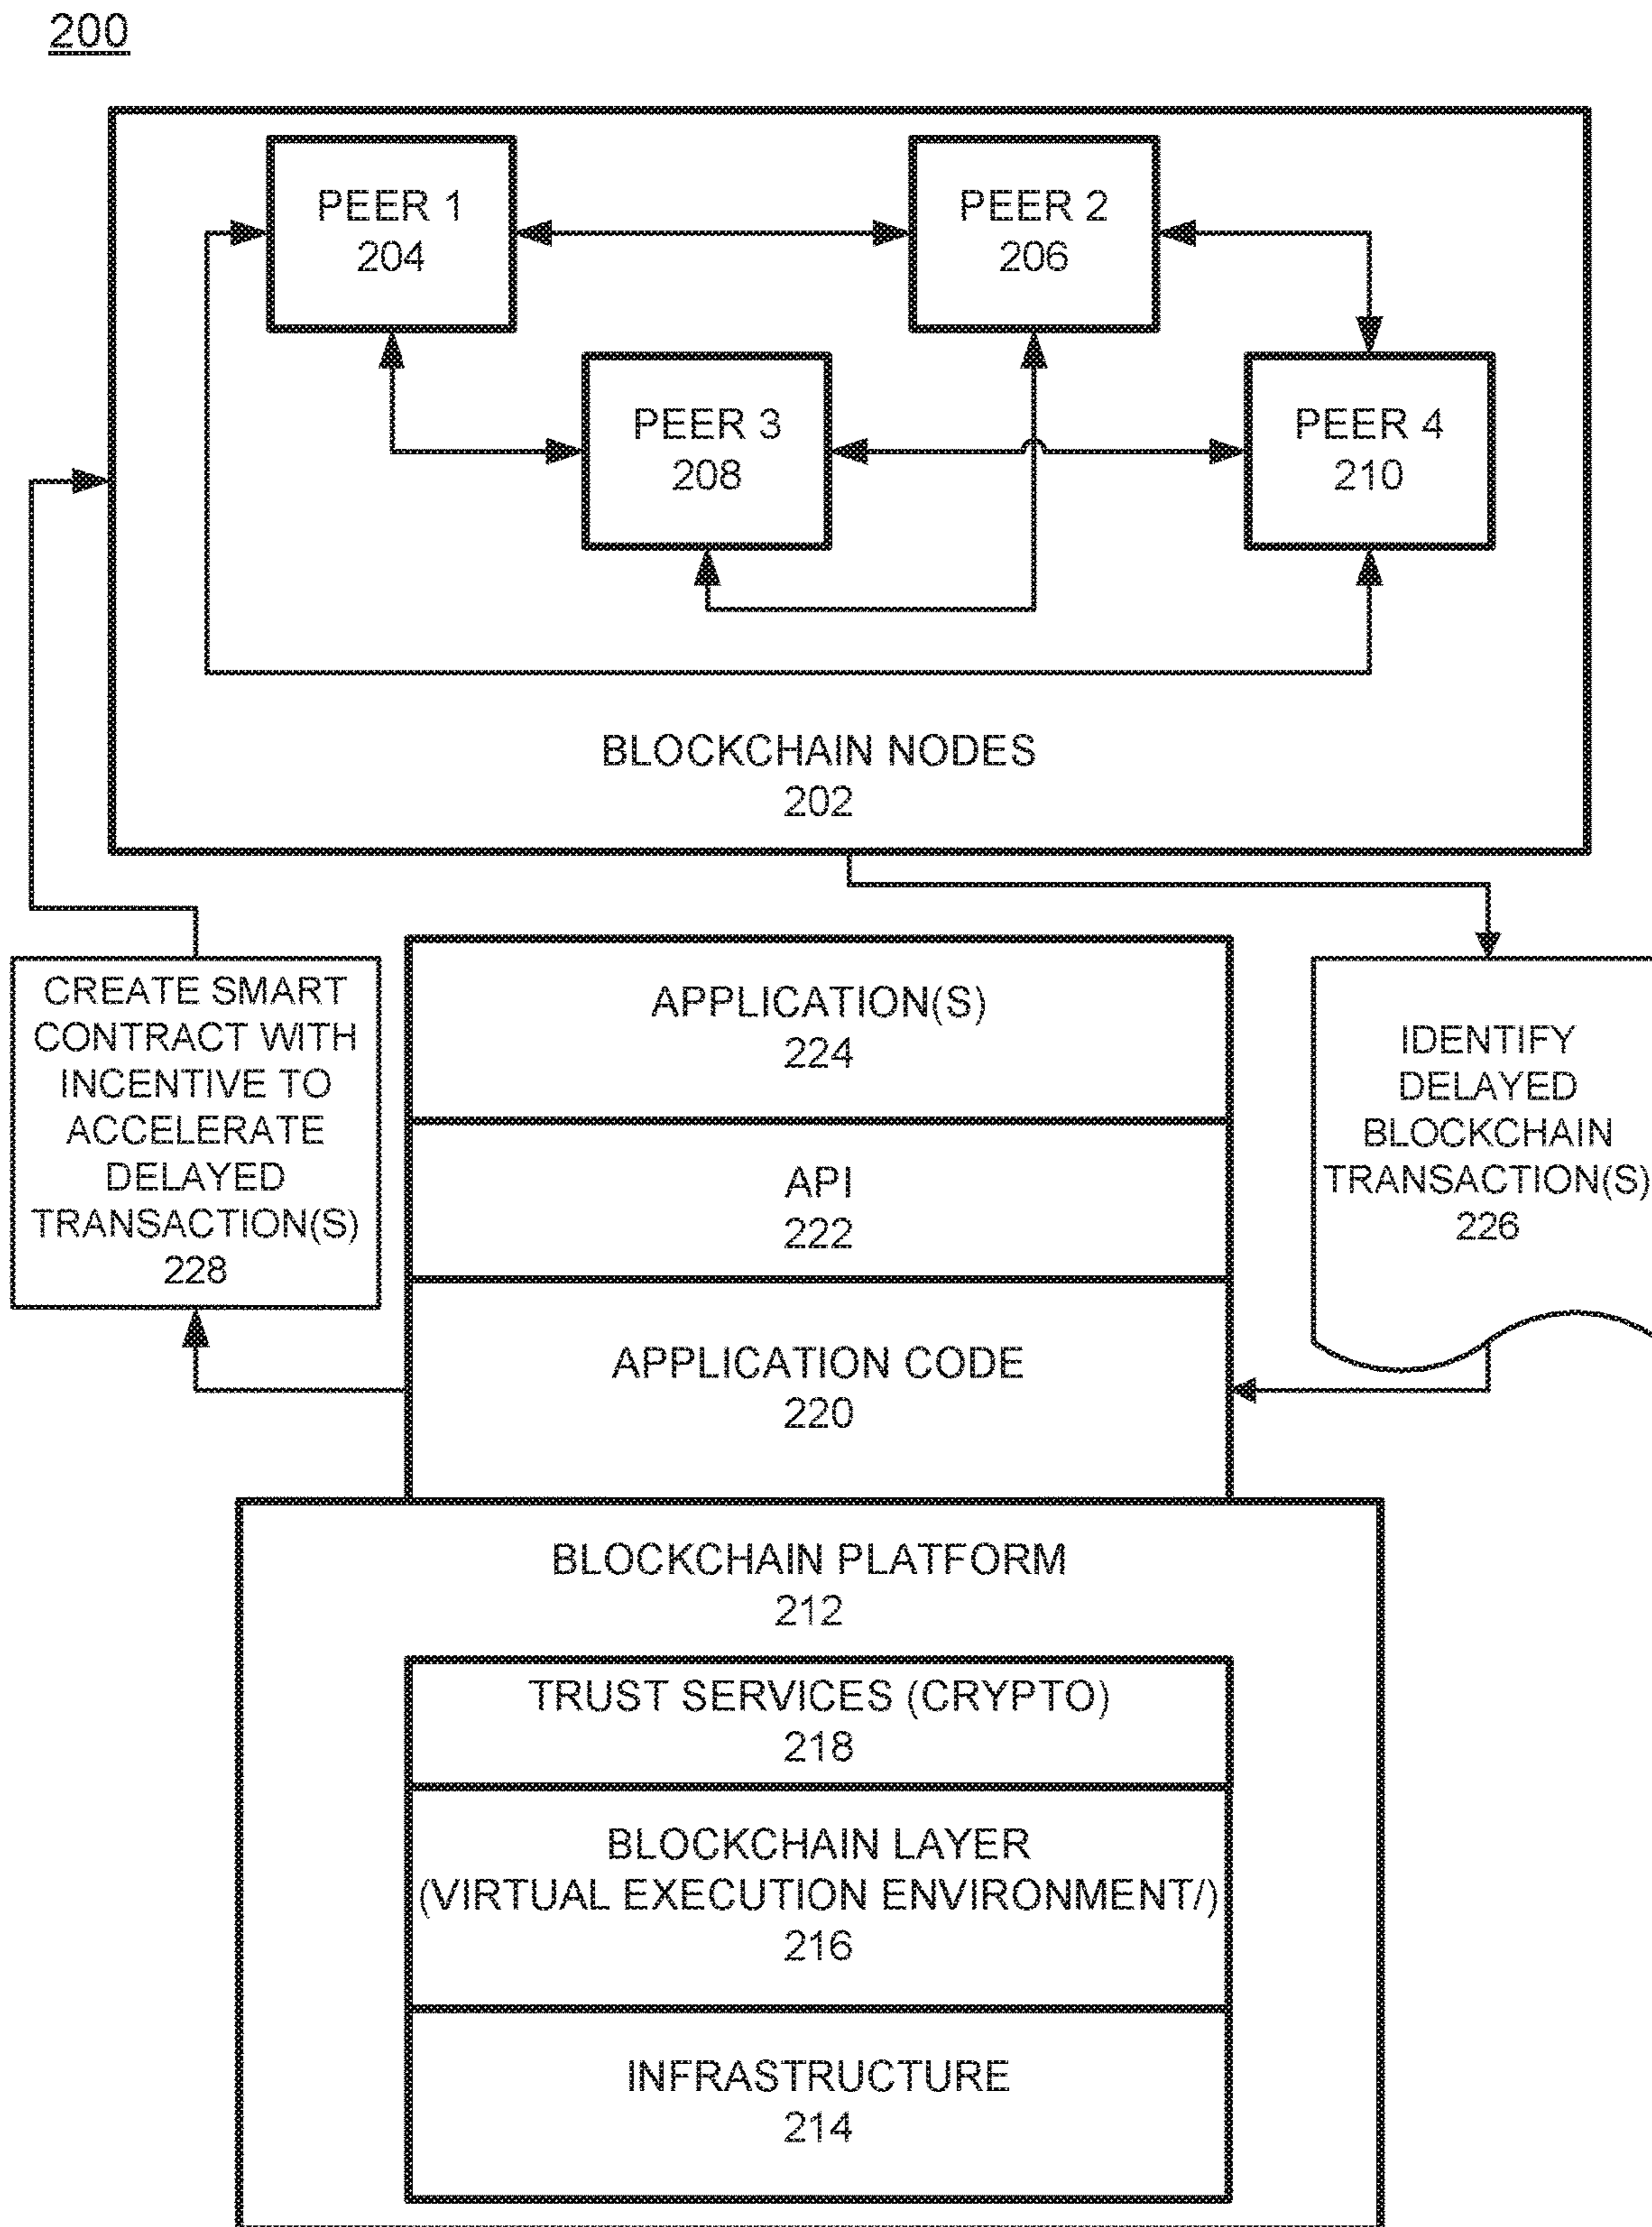 200
PEER 1
204
PEER 2
206
PEER 3
208
PEER 4
210
BLOCKCHAIN NODES
202
CREATE SMART
CONTRACT WITH
INCENTIVE TO
ACCELERATE
DELAYED
TRANSACTION(S)
228
APPLICATION(S)
224
API
222
APPLICATION CODE
220
IDENTIFY
DELAYED
BLOCKCHAIN
TRANSACTION(S)
226
BLOCKCHAIN PLATFORM
212
TRUST SERVICES (CRYPTO)
218
BLOCKCHAIN LAYER
(VIRTUAL EXECUTION ENVIRONMENT/)
216
INFRASTRUCTURE
214